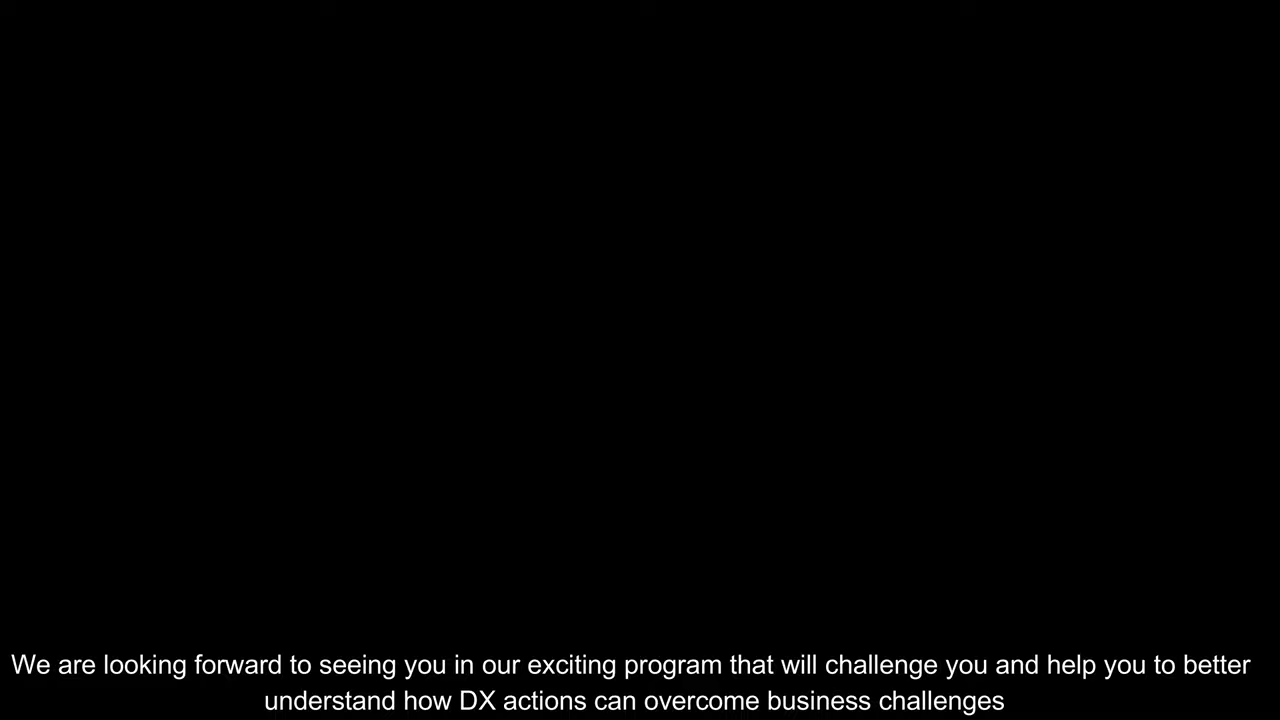 We are looking forward to seeing you in our exciting program that will challenge you and help you to better
understand how DX actions can overcome business challenges